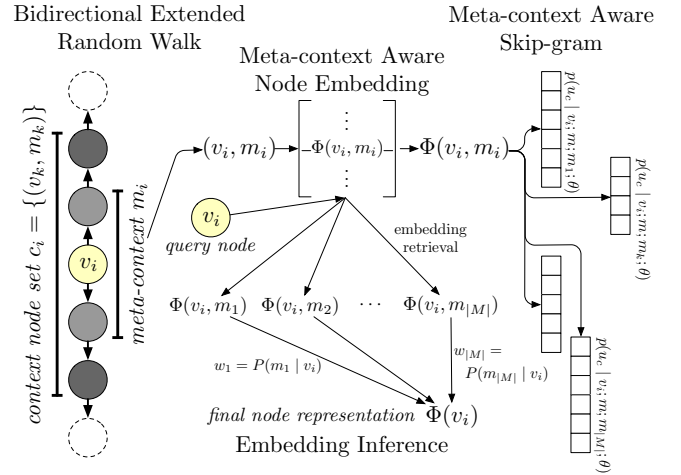 Bidirectional Extended
Random Walk
context node set c_i = {(v_k, m_k)}
v_i
meta-context m_i
Meta-context Aware
Node Embedding
(v_i, m_i)
⋮
Φ(v_i, m_i)
⋮
Φ(v_i, m_i)
v_i
query node
embedding
retrieval
Φ(v_i, m_1)
Φ(v_i, m_2)
⋯
Φ(v_i, m_{|M|})
w_1 = P(m_1 | v_i)
w_{|M|} =
P(m_{|M|} | v_i)
final node representation Φ(v_i)
Embedding Inference
Meta-context Aware
Skip-gram
p(u_c | v_i; m; m_1; θ)
p(u_c | v_i; m; m_k; θ)
p(u_c | v_i; m; m_{|M|}; θ)